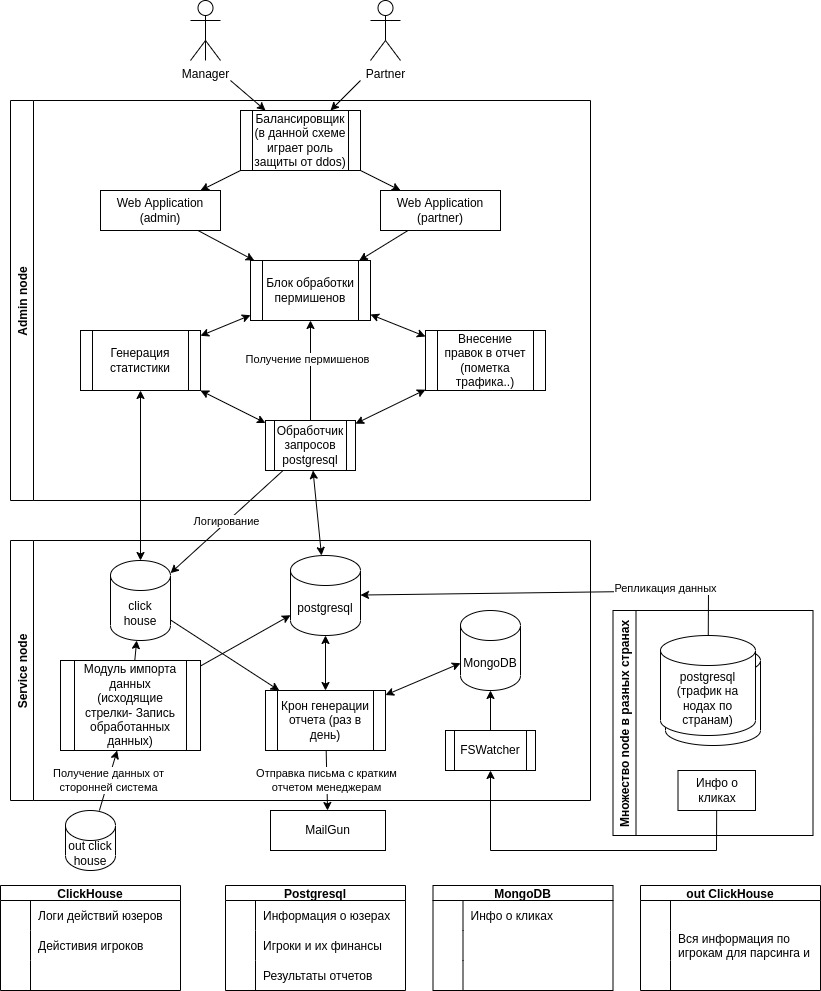 Manager
Partner
Балансировщик
(в данной схеме
играет роль
защиты от ddos)
Web Application
(admin)
Web Application
(partner)
Admin node
Блок обработки
пермишенов
Генерация
статистики
Получение пермишенов
Внесение
правок в отчет
(пометка
трафика..)
Обработчик
запросов
postgresql
Логирование
Service node
click
house
postgresql
Репликация данных
MongoDB
Множество node в разных странах
postgresql
(трафик на
нодах по
странам)
Модуль импорта
данных
(исходящие
стрелки- Запись
обработанных
данных)
Крон генерации
отчета (раз в
день)
FSWatcher
Получение данных от
сторонней система
Отправка письма с кратким
отчетом менеджерам
Инфо о
кликах
out click
house
MailGun
ClickHouse
Логи действий юзеров
Дейстивия игроков
Postgresql
Информация о юзерах
Игроки и их финансы
Результаты отчетов
MongoDB
Инфо о кликах
out ClickHouse
Вся информация по
игрокам для парсинга и